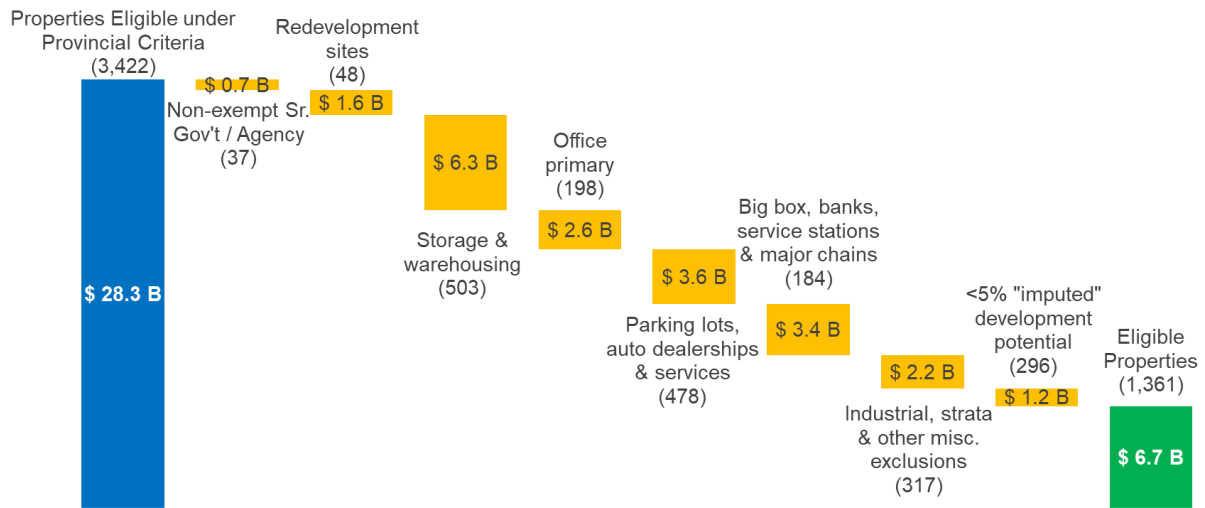 Properties Eligible under
Provincial Criteria
(3,422)
$ 28.3 B
$ 0.7 B
Non-exempt Sr.
Gov't / Agency
(37)
Redevelopment
sites
(48)
$ 1.6 B
$ 6.3 B
Storage &
warehousing
(503)
Office
primary
(198)
$ 2.6 B
$ 3.6 B
Parking lots,
auto dealerships
& services
(478)
Big box, banks,
service stations
& major chains
(184)
$ 3.4 B
$ 2.2 B
Industrial, strata
& other misc.
exclusions
(317)
<5% "imputed"
development
potential
(296)
$ 1.2 B
Eligible
Properties
(1,361)
$ 6.7 B